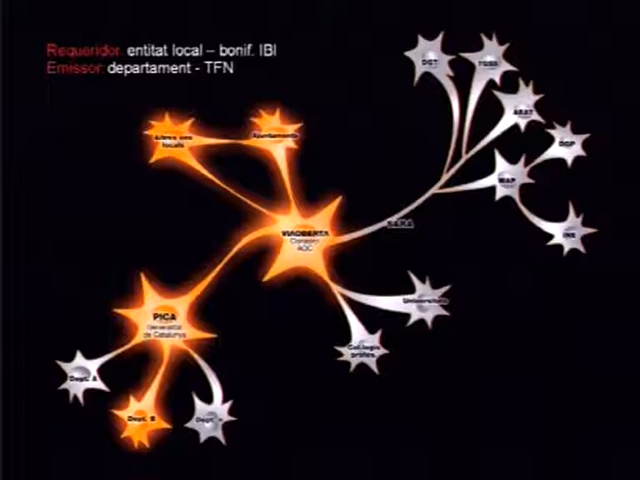 Requeridor: entitat local – bonif. IBI
Emissor: departament - TFN
DGT
TGSS
AEAT
DGP
MAP
INE
SARA
Altres ens
locals
Ajuntaments
VIAOBERTA
Consorci
AOC
Universitats
Col·legis
profes.
PICA
Generalitat
de Catalunya
Dept. A
Dept. B
Dept.